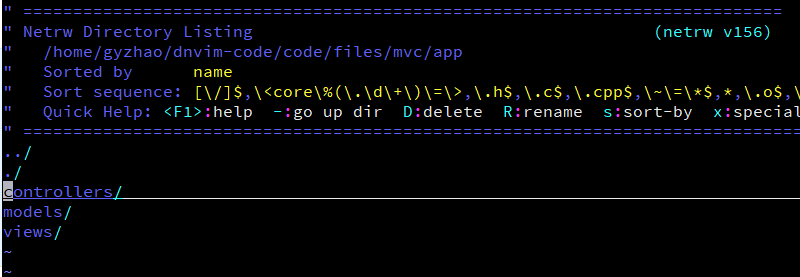 " ============================================================================
" Netrw Directory Listing                                        (netrw v156)
"   /home/gyzhao/dnvim-code/code/files/mvc/app
"   Sorted by      name
"   Sort sequence: [\/]$,\<core\%(\.\d\+\)\=\>,\.h$,\.c$,\.cpp$,\~\=\*$,*,\.o$,\
"   Quick Help: <F1>:help  -:go up dir  D:delete  R:rename  s:sort-by  x:special
" ============================================================================
../
./
controllers/
models/
views/
~
~